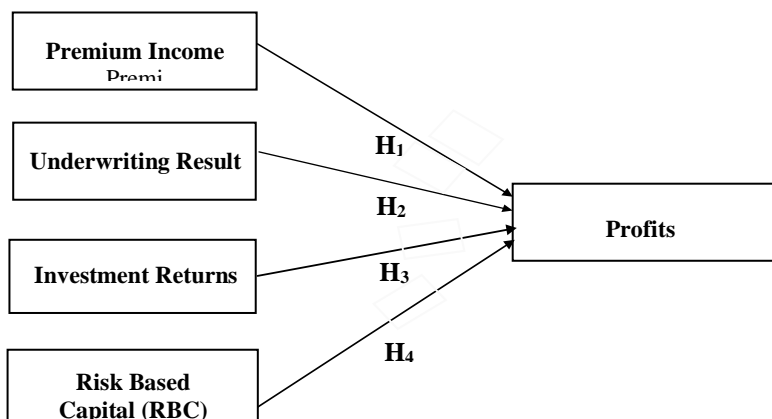 Premium Income
Premi
H₁
Underwriting Result
H₂
Profits
Investment Returns
H₃
H₄
Risk Based
Capital (RBC)